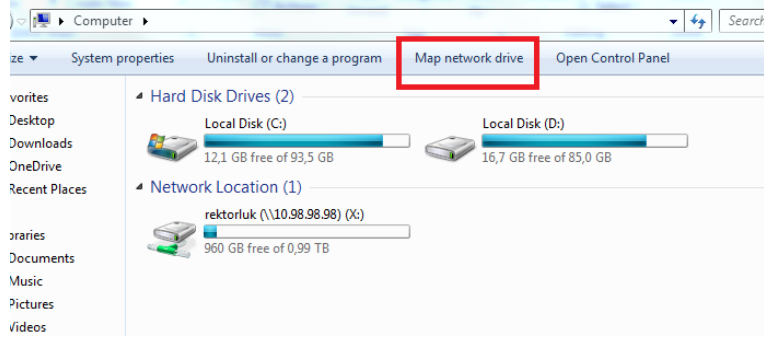 Computer
Search
System properties Uninstall or change a program Map network drive Open Control Panel
Desktop
Downloads
OneDrive
Recent Places
Documents
Music
Pictures
Videos
Hard Disk Drives (2)
Local Disk (C:)
12,1 GB free of 93,5 GB
Local Disk (D:)
16,7 GB free of 85,0 GB
Network Location (1)
rektorluk (\\10.98.98.98) (X:)
960 GB free of 0,99 TB